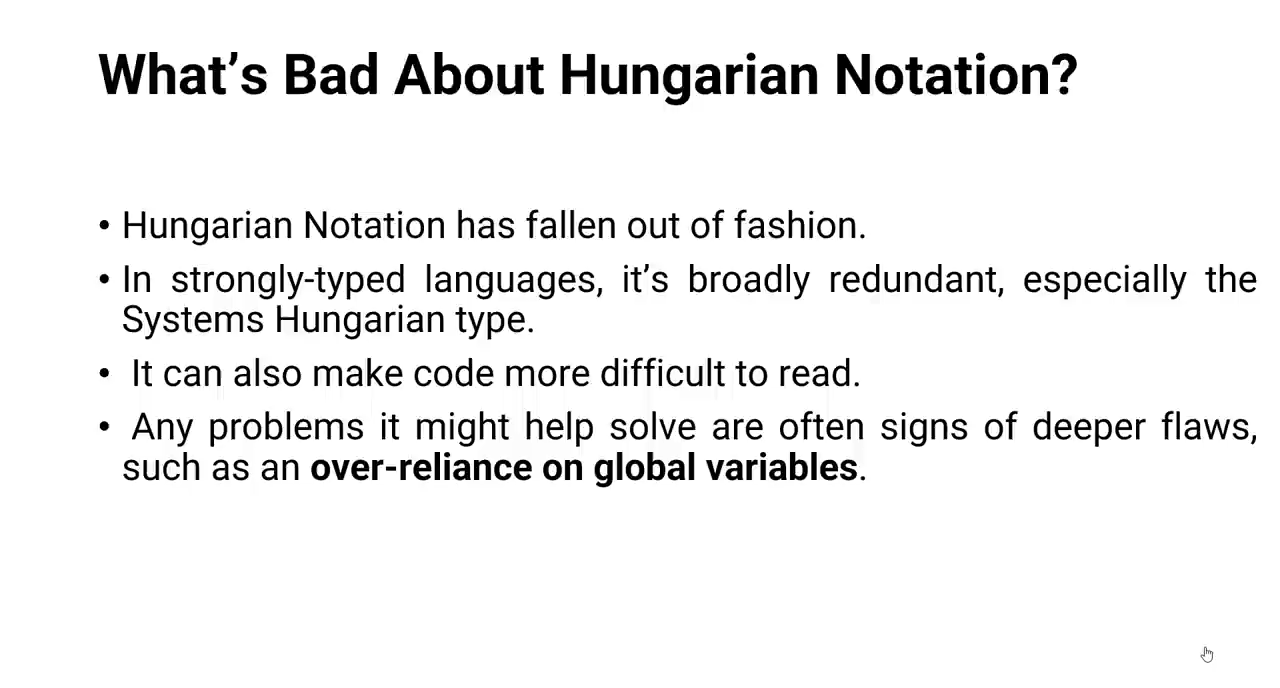 What’s Bad About Hungarian Notation?
• Hungarian Notation has fallen out of fashion.
• In strongly-typed languages, it’s broadly redundant, especially the
Systems Hungarian type.
• It can also make code more difficult to read.
• Any problems it might help solve are often signs of deeper flaws,
such as an over-reliance on global variables.